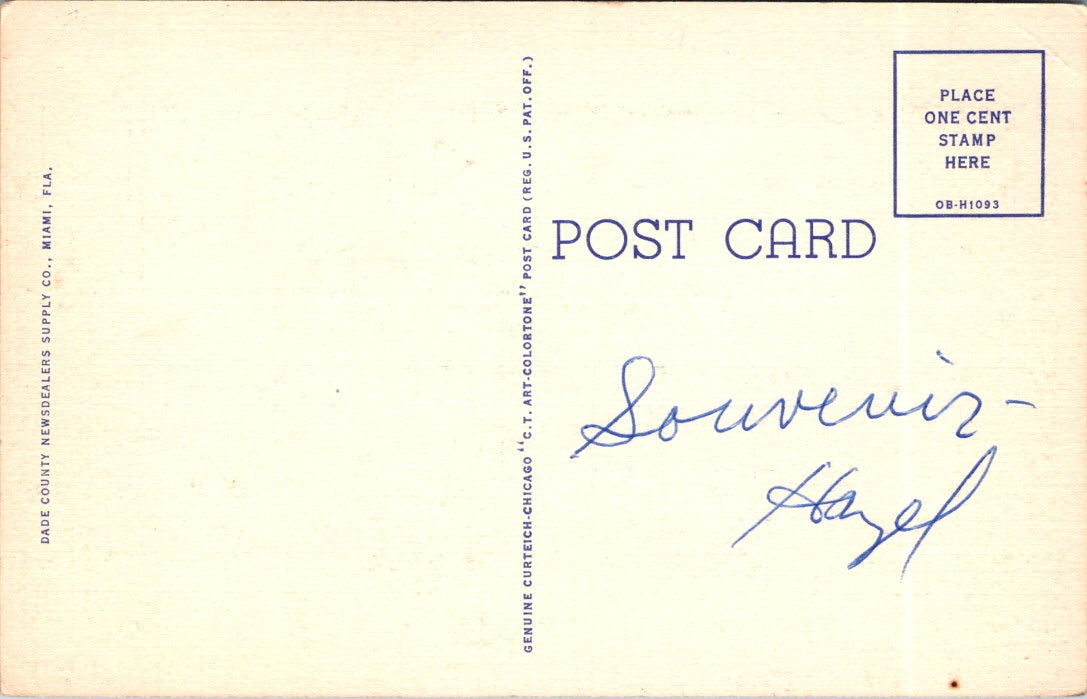 DADE COUNTY NEWSDEALERS SUPPLY CO., MIAMI, FLA.
GENUINE CURTEICH-CHICAGO "C.T. ART-COLORTONE" POST CARD (REG. U.S. PAT. OFF.)
PLACE
ONE CENT
STAMP
HERE
OB-H1093
POST CARD
Souvenir-
Hazel